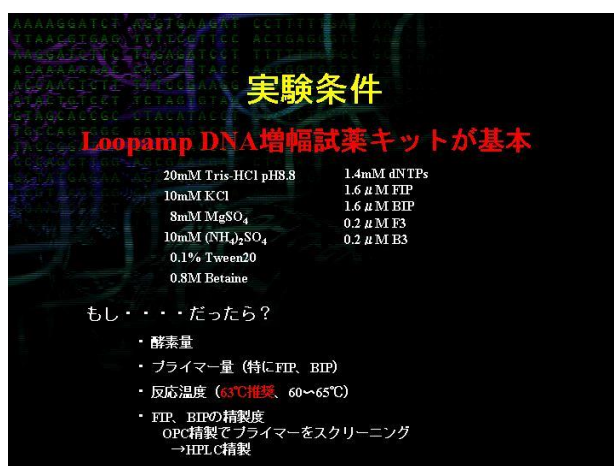 実験条件
Loopamp DNA増幅試薬キットが基本
20mM Tris-HCl pH8.8
10mM KCl
8mM MgSO₄
10mM (NH₄)₂SO₄
0.1% Tween20
0.8M Betaine
1.4mM dNTPs
1.6 μM FIP
1.6 μM BIP
0.2 μM F3
0.2 μM B3
もし・・・・だったら？
・ 酵素量
・ プライマー量（特にFIP、BIP）
・ 反応温度（63℃推奨、60〜65℃）
・ FIP、BIPの精製度
OPC精製でプライマーをスクリーニング
→HPLC精製